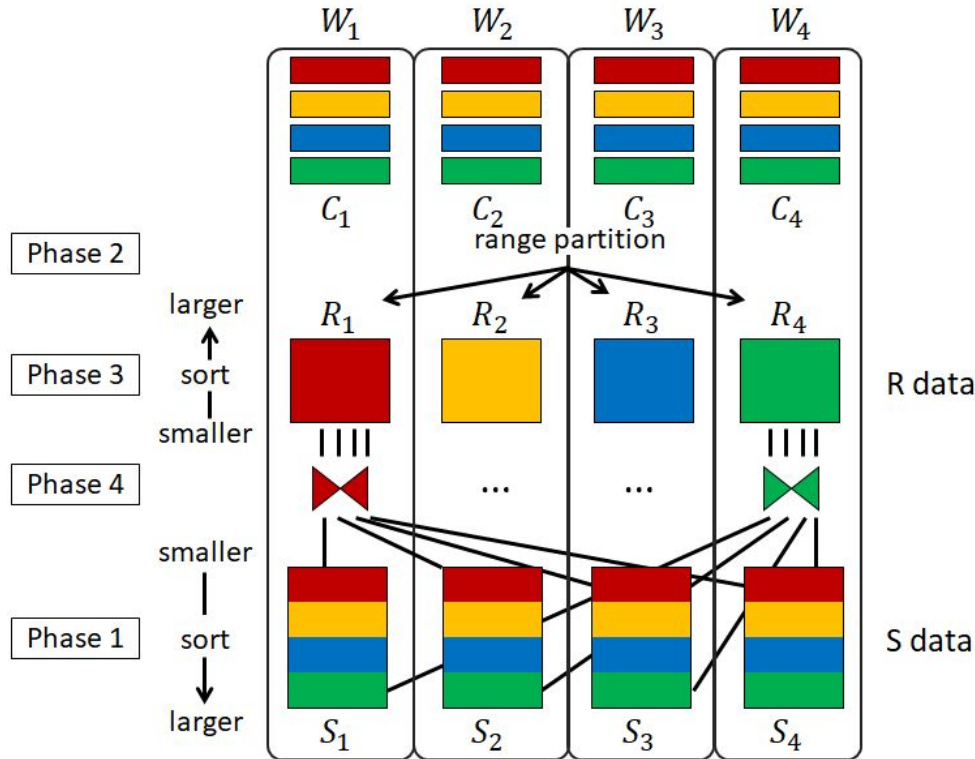 W₁ W₂ W₃ W₄
C₁ C₂ C₃ C₄
range partition
Phase 2
larger
R₁ R₂ R₃ R₄
Phase 3
sort
R data
smaller
Phase 4
... ...
smaller
Phase 1
sort
S data
larger
S₁ S₂ S₃ S₄